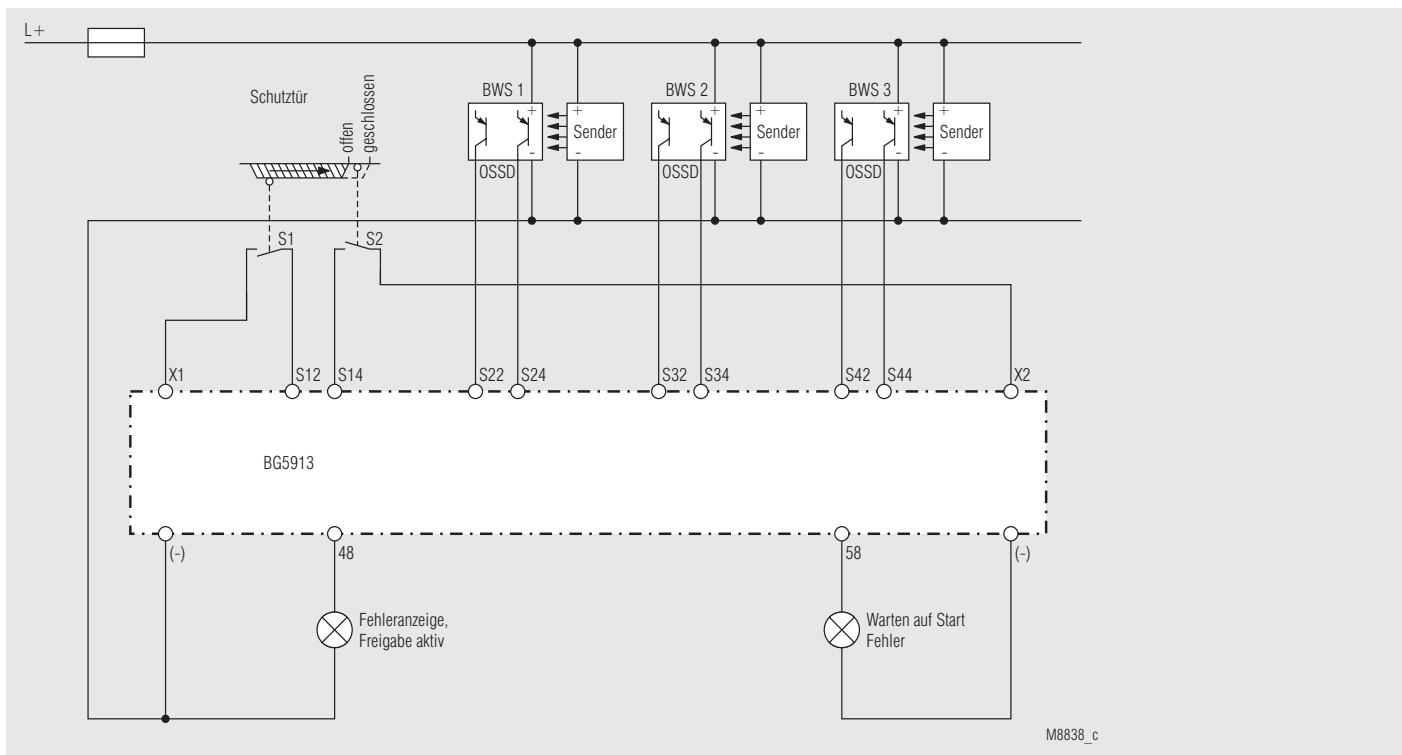 L+
Schutztür
offen
geschlossen
BWS 1
BWS 2
BWS 3
+
+
Sender
+
+
Sender
+
+
Sender
-
-
-
-
-
-
OSSD
OSSD
OSSD
S1
S2
X1
S12
S14
S22
S24
S32
S34
S42
S44
X2
BG5913
(-)
48
58
(-)
Fehleranzeige,
Freigabe aktiv
Warten auf Start
Fehler
M8838_c